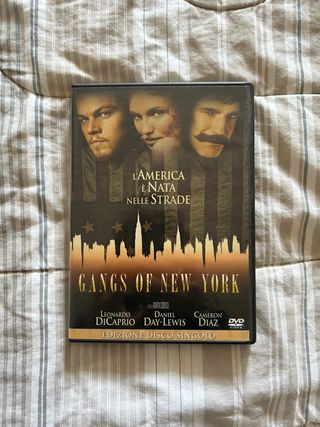 L'AMERICA
È NATA
NELLE STRADE
GANGS OF NEW YORK
LEONARDO DICAPRIO
DANIEL DAY-LEWIS
CAMERON DIAZ
DVD
EDIZIONE DISCO SINGOLO